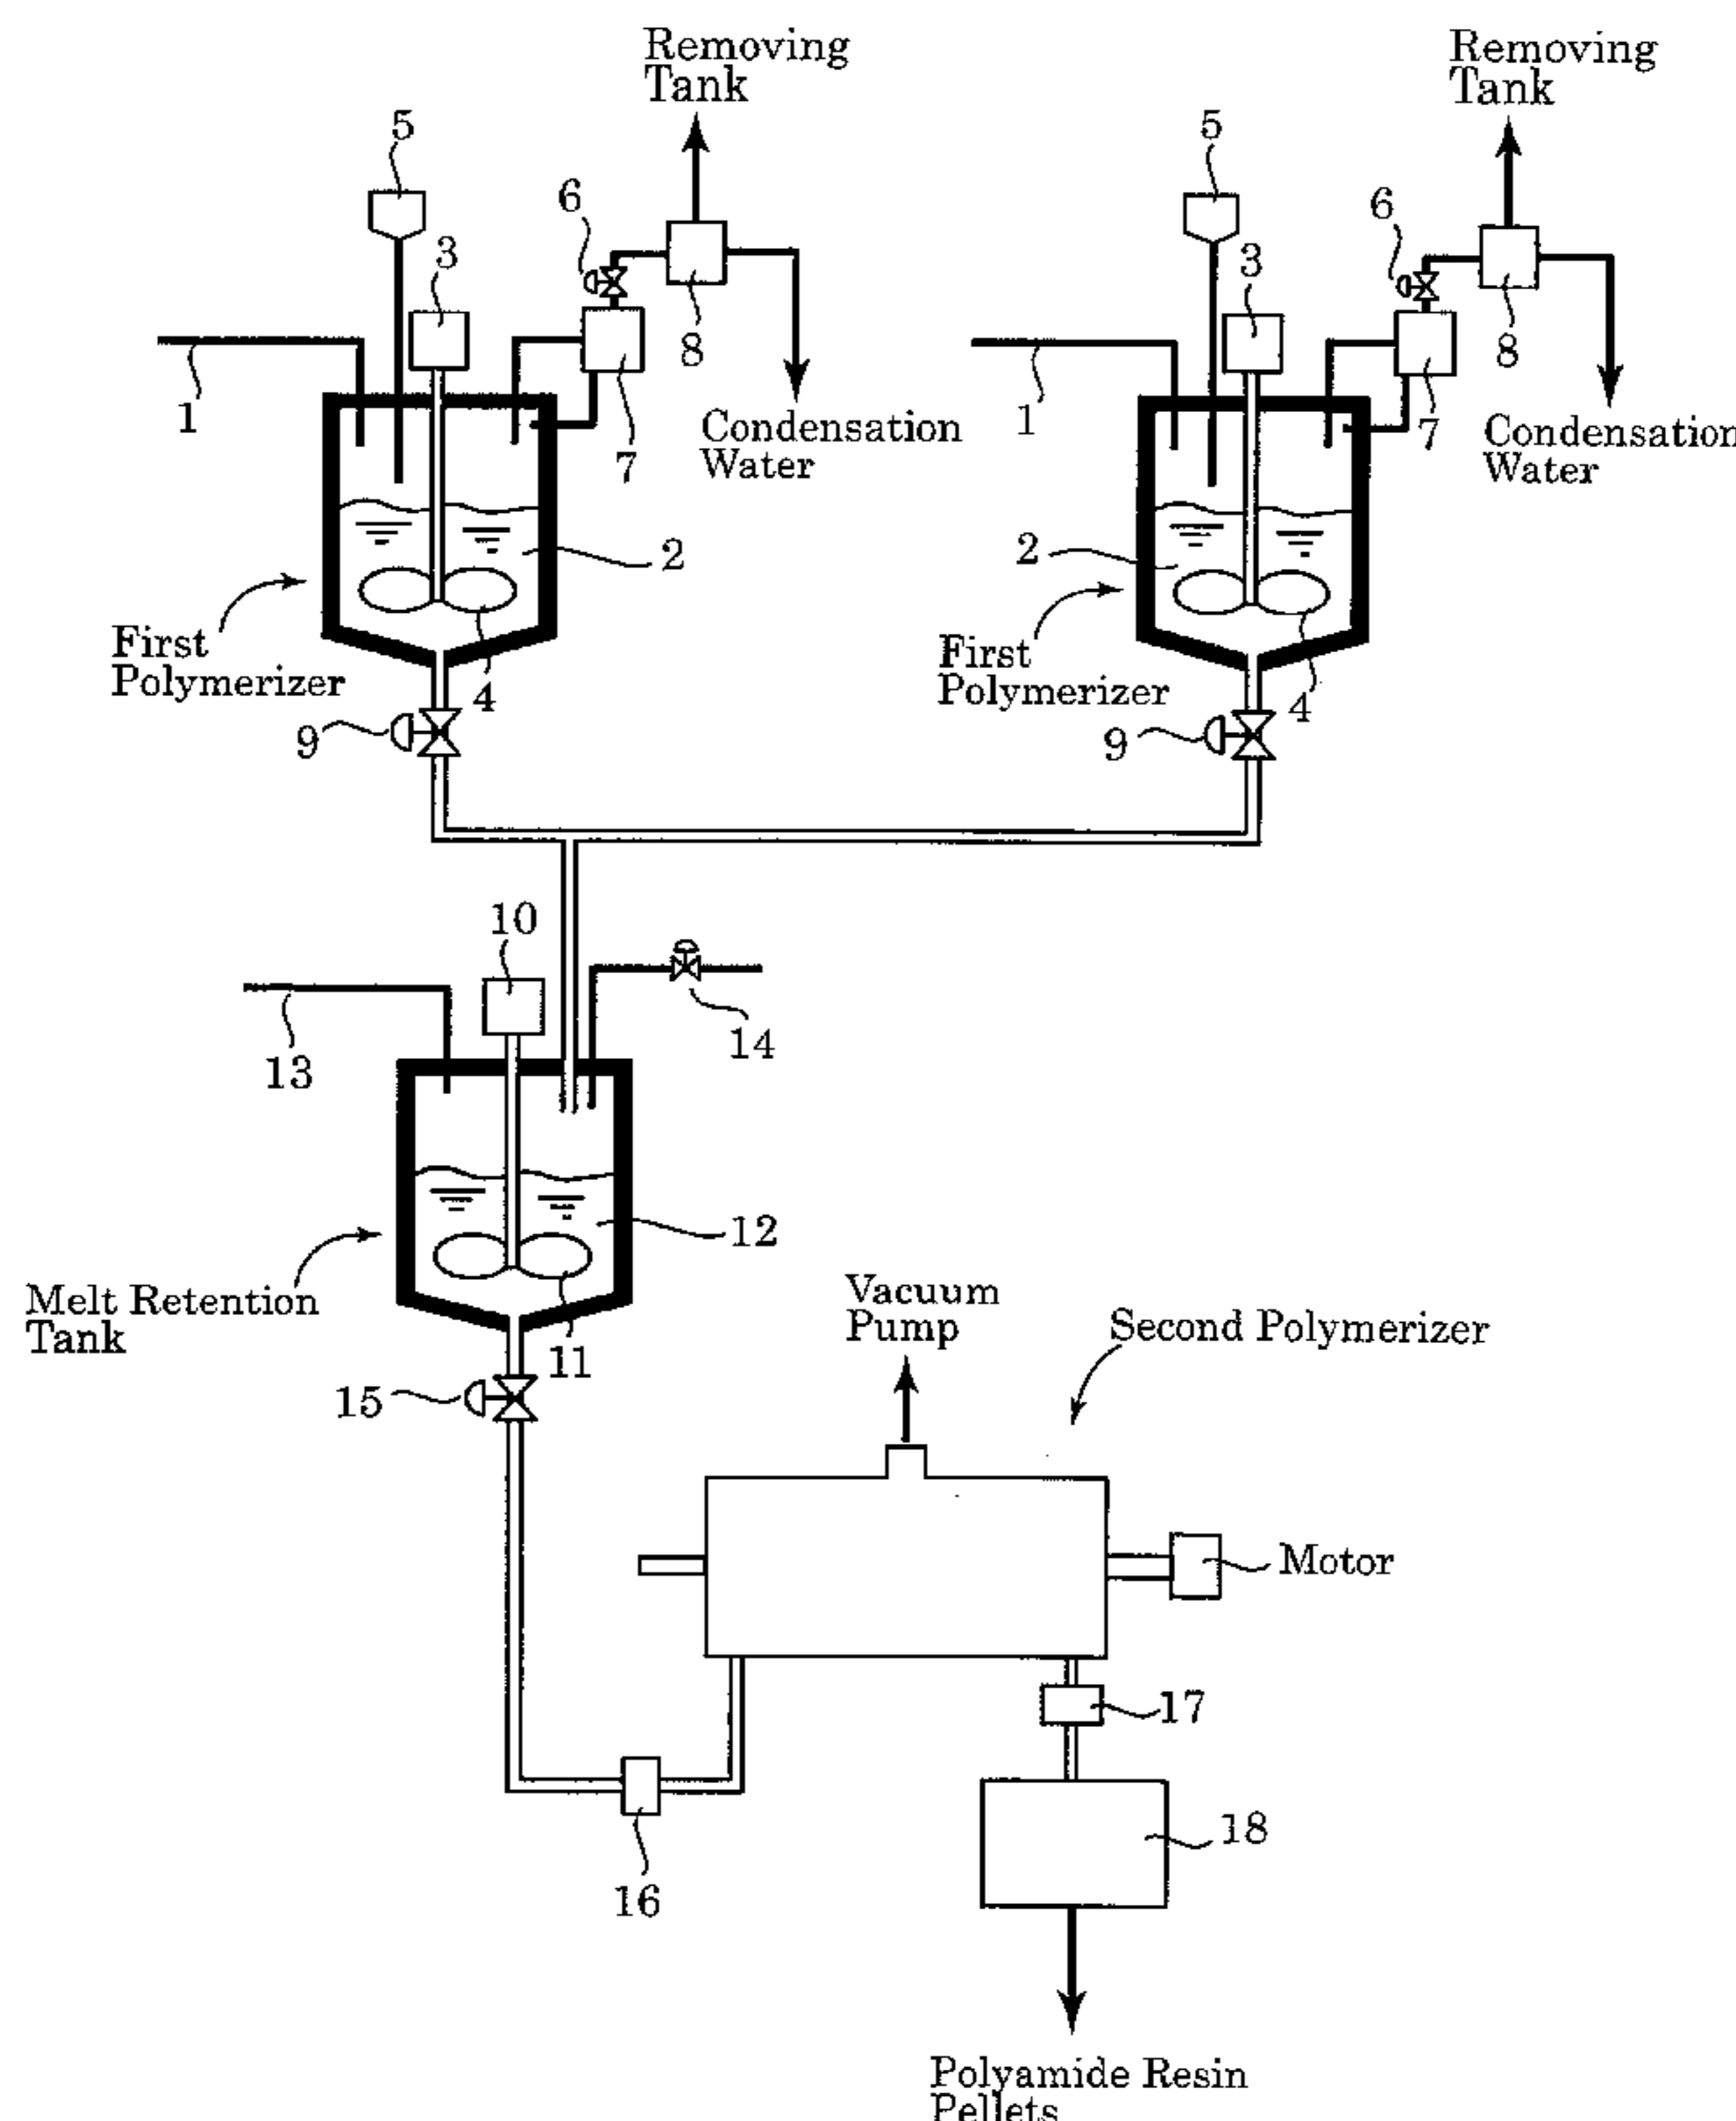 Removing
Tank
Removing
Tank
5
5
6
6
3
3
8
8
1
1
7
7
Condensation
Water
Condensation
Water
2
2
First
Polymerizer
First
Polymerizer
4
4
9
9
10
14
13
12
Melt Retention
Tank
11
Vacuum
Pump
Second Polymerizer
15
Motor
17
18
16
Polyamide Resin
Pellets